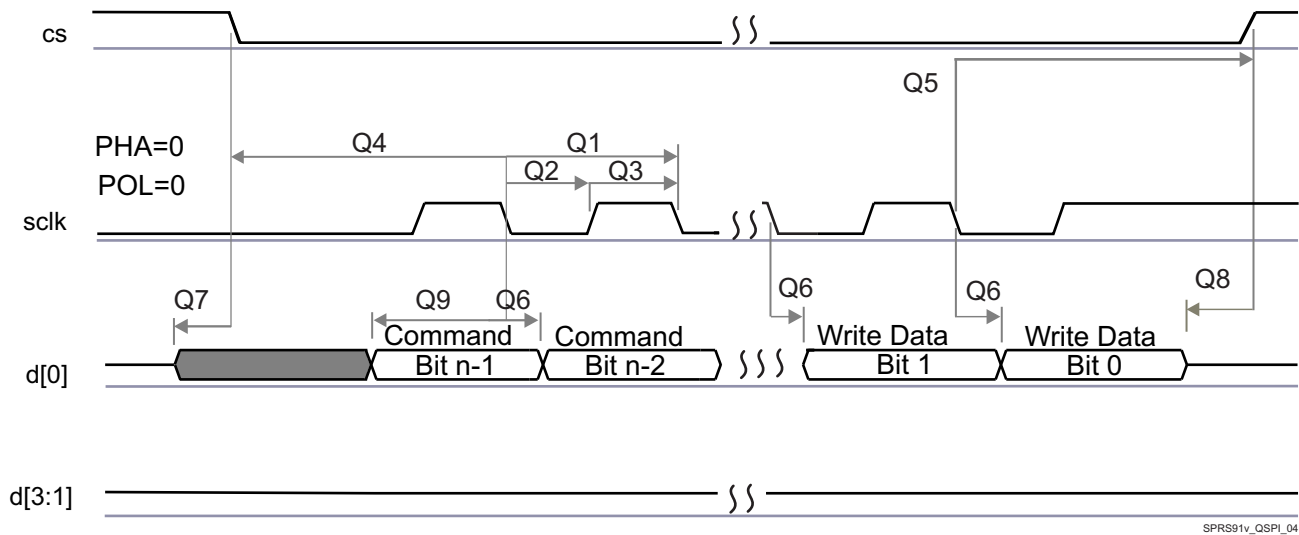 cs
Q5
PHA=0
POL=0
Q4
Q1
Q2
Q3
sclk
Q7
Q9
Q6
Q6
Q6
Q8
d[0]
Command
Bit n-1
Command
Bit n-2
Write Data
Bit 1
Write Data
Bit 0
d[3:1]
SPRS91v_QSPI_04